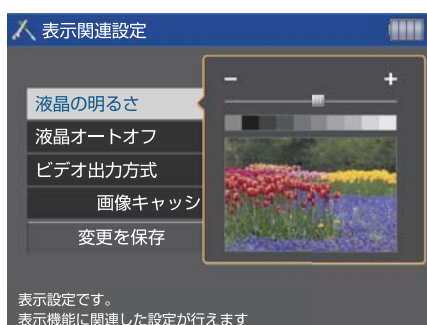 表示関連設定
− +
液晶の明るさ
液晶オートオフ
ビデオ出力方式
画像キャッシ
変更を保存
表示設定です。
表示機能に関連した設定が行えます